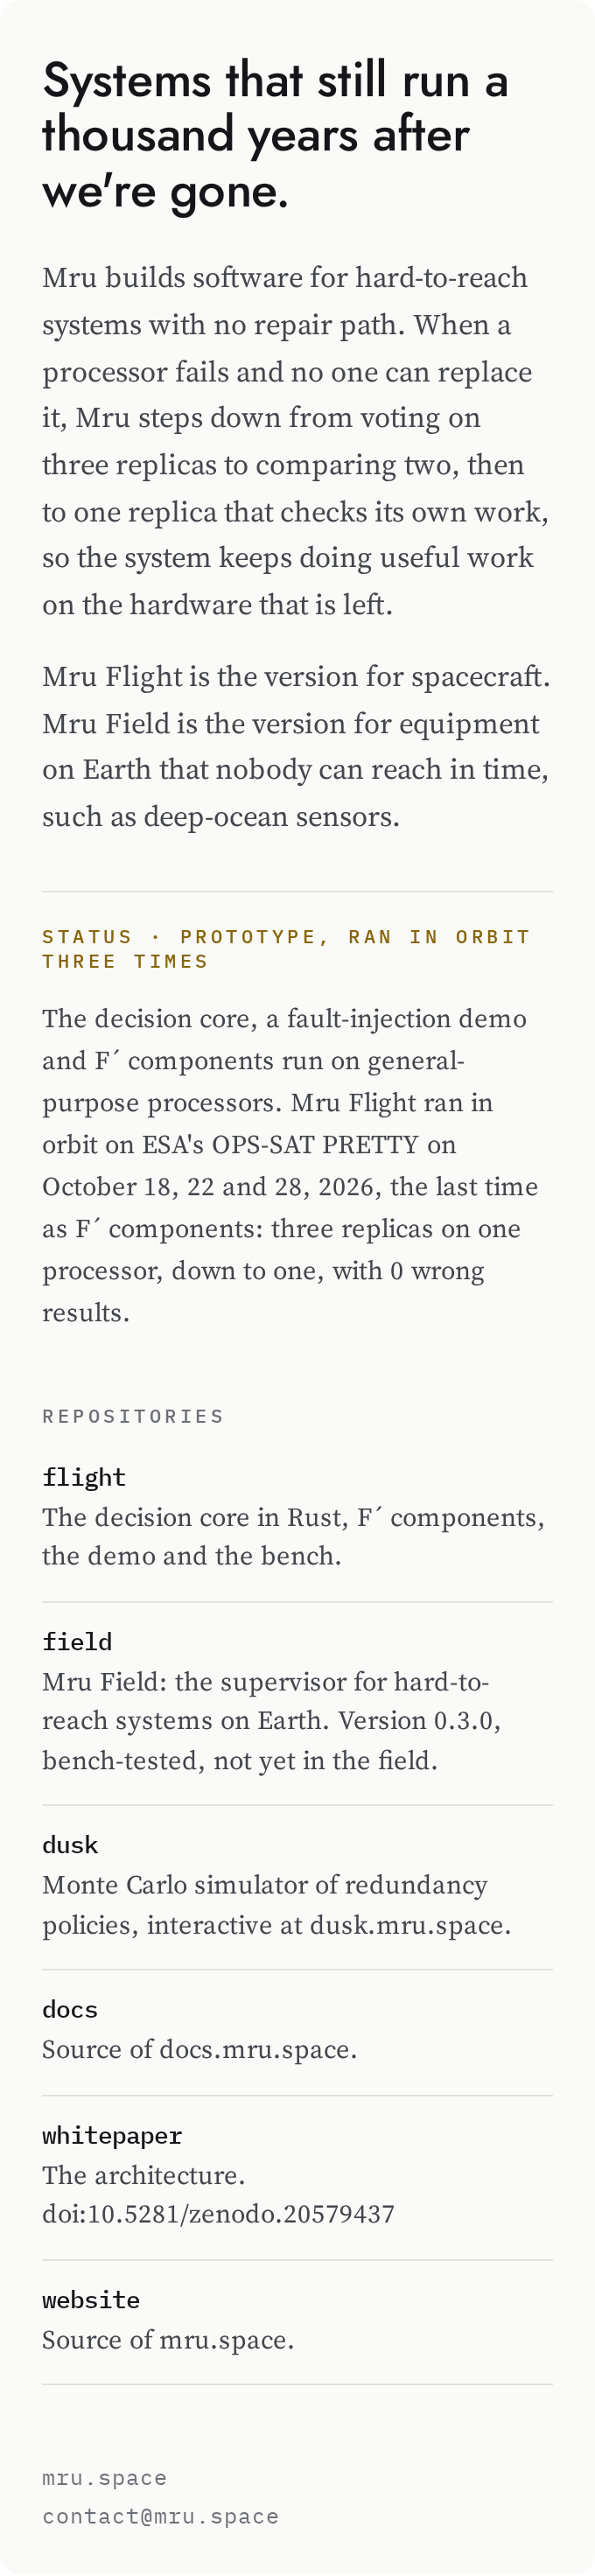 Systems that still run a
thousand years after
we're gone.
Mru builds software for hard-to-reach
systems with no repair path. When a
processor fails and no one can replace
it, Mru steps down from voting on
three replicas to comparing two, then
to one replica that checks its own work,
so the system keeps doing useful work
on the hardware that is left.
Mru Flight is the version for spacecraft.
Mru Field is the version for equipment
on Earth that nobody can reach in time,
such as deep-ocean sensors.
STATUS · PROTOTYPE, RAN IN ORBIT
THREE TIMES
The decision core, a fault-injection demo
and F´ components run on general-
purpose processors. Mru Flight ran in
orbit on ESA's OPS-SAT PRETTY on
October 18, 22 and 28, 2026, the last time
as F´ components: three replicas on one
processor, down to one, with 0 wrong
results.
REPOSITORIES
flight
The decision core in Rust, F´ components,
the demo and the bench.
field
Mru Field: the supervisor for hard-to-
reach systems on Earth. Version 0.3.0,
bench-tested, not yet in the field.
dusk
Monte Carlo simulator of redundancy
policies, interactive at dusk.mru.space.
docs
Source of docs.mru.space.
whitepaper
The architecture.
doi:10.5281/zenodo.20579437
website
Source of mru.space.
mru.space
contact@mru.space